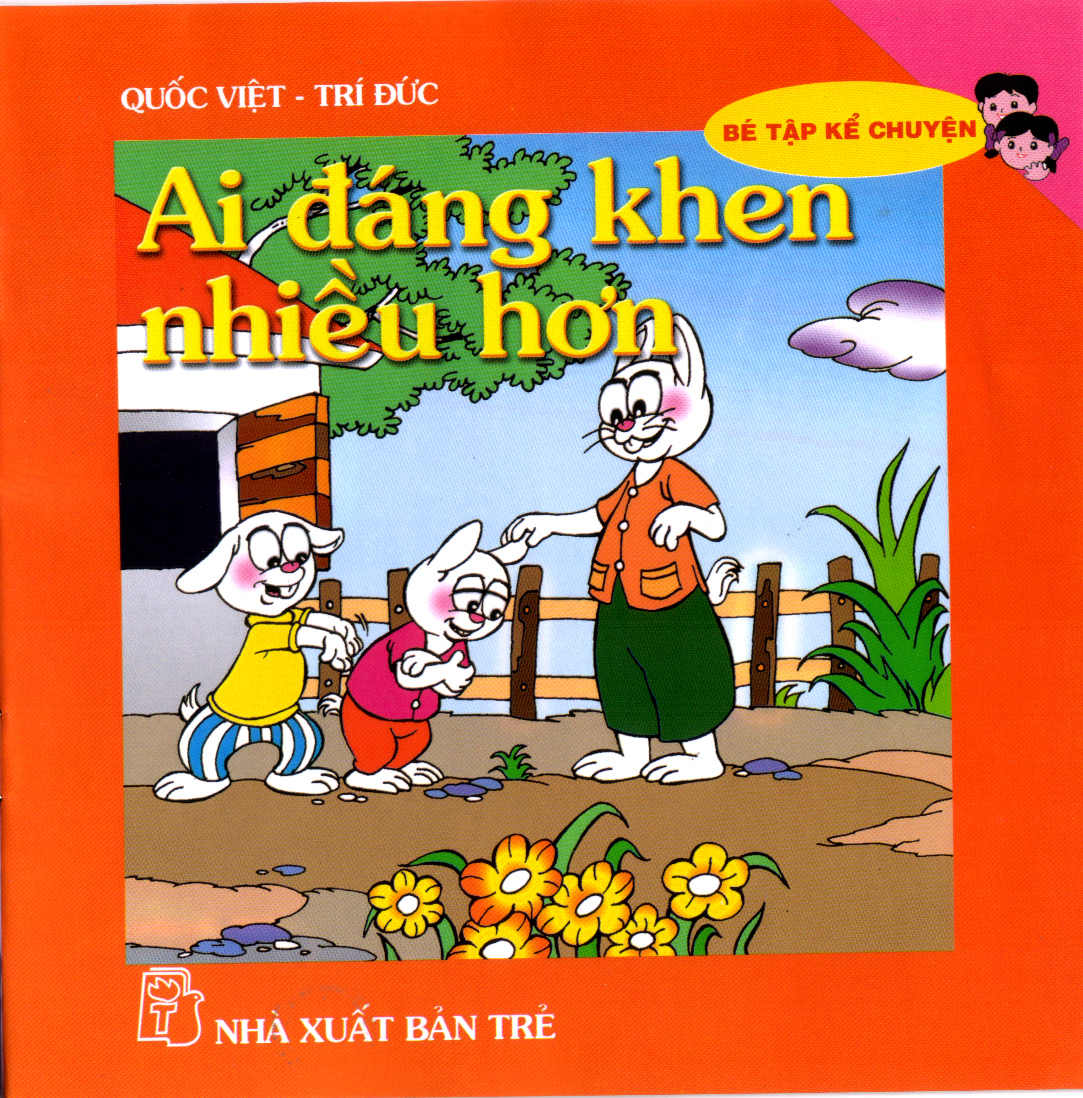 QUỐC VIỆT - TRÍ ĐỨC
BÉ TẬP KỂ CHUYỆN
Ai đáng khen
nhiều hơn
T
NHÀ XUẤT BẢN TRẺ